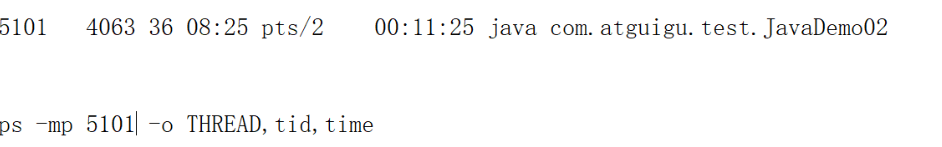 5101 4063 36 08:25 pts/2 00:11:25 java com.atguigu.test.JavaDemo02
ps -mp 5101 -o THREAD,tid,time